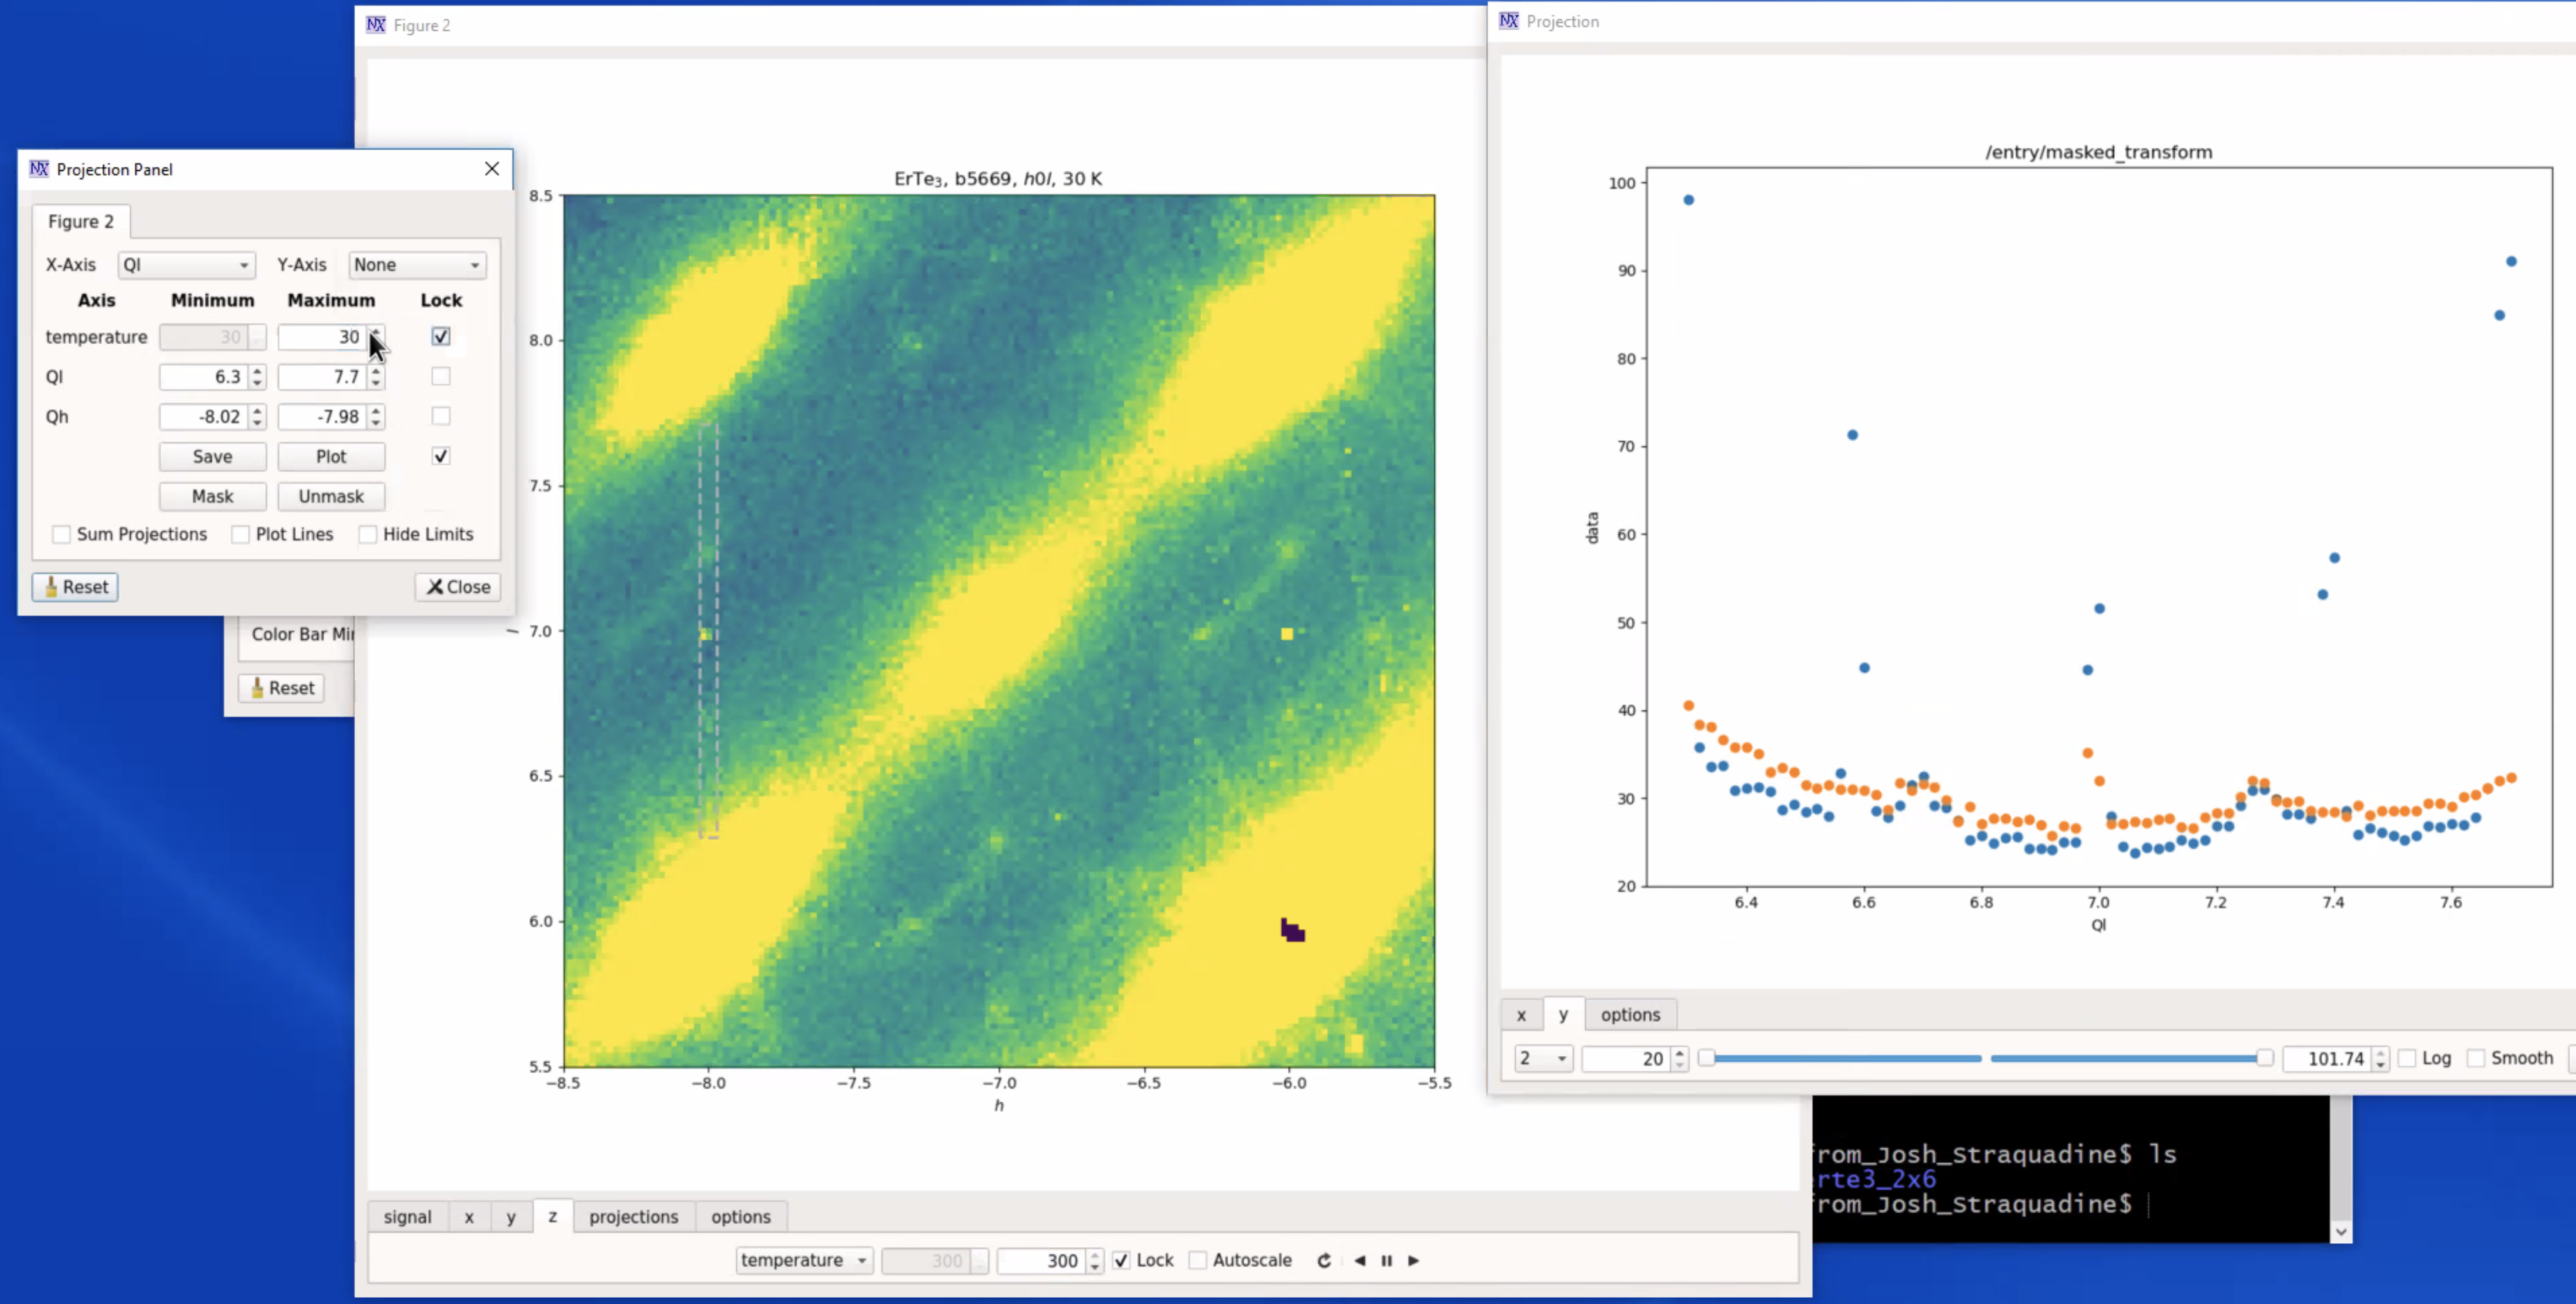 Figure 2
Projection
Projection Panel
Figure 2
X-Axis Ql Y-Axis None
Axis Minimum Maximum Lock
temperature 30 30
Ql 6.3 7.7
Qh -8.02 -7.98
Save Plot
Mask Unmask
Sum Projections Plot Lines Hide Limits
Reset Close
Color Bar Mi
Reset
ErTe₃, b5669, h0l, 30 K
8.5
8.0
7.5
7.0
6.5
6.0
5.5
l
−8.5 −8.0 −7.5 −7.0 −6.5 −6.0 −5.5
h
signal x y z projections options
temperature 300 300 Lock Autoscale
/entry/masked_transform
100
90
80
70
60
50
40
30
20
data
6.4 6.6 6.8 7.0 7.2 7.4 7.6
Ql
x y options
2 20 101.74 Log Smooth
from_Josh_Straquadine$ ls
rte3_2x6
from_Josh_Straquadine$